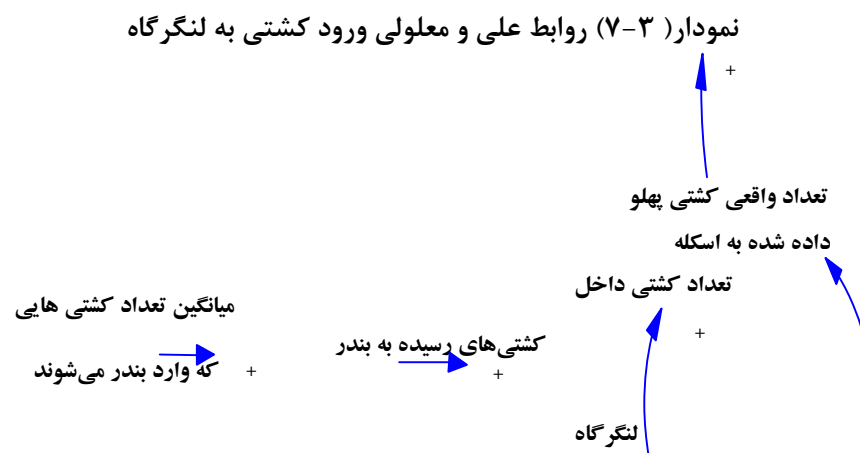 نمودار( ۳-۷) روابط علی و معلولی ورود کشتی به لنگرگاه
+
تعداد واقعی کشتی پهلو
داده شده به اسکله
تعداد کشتی داخل
میانگین تعداد کشتی هایی
+
کشتی‌های رسیده به بندر
که وارد بندر می‌شوند
+
+
لنگرگاه